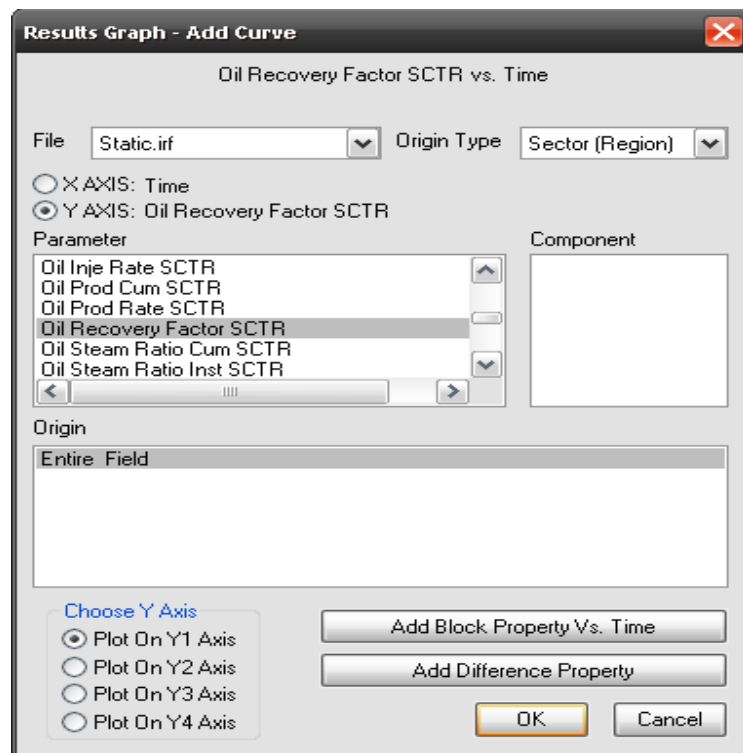 Results Graph - Add Curve
Oil Recovery Factor SCTR vs. Time
File Static.irf Origin Type Sector (Region)
X AXIS: Time
Y AXIS: Oil Recovery Factor SCTR
Parameter Component
Oil Inje Rate SCTR
Oil Prod Cum SCTR
Oil Prod Rate SCTR
Oil Recovery Factor SCTR
Oil Steam Ratio Cum SCTR
Oil Steam Ratio Inst SCTR
Origin
Entire Field
Choose Y Axis
Plot On Y1 Axis
Plot On Y2 Axis
Plot On Y3 Axis
Plot On Y4 Axis
Add Block Property Vs. Time
Add Difference Property
OK Cancel